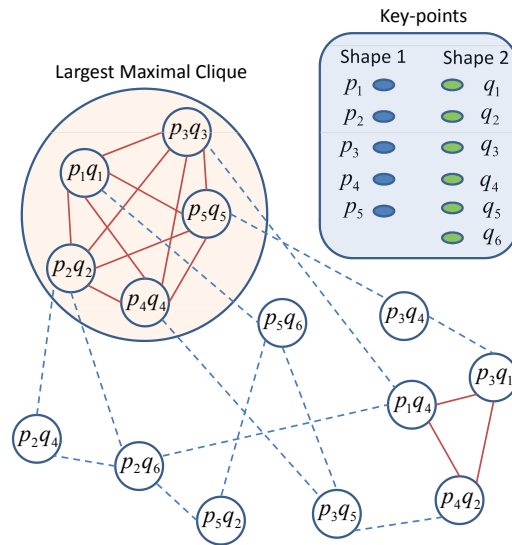 Key-points
Shape 1 Shape 2
p1 q1
p2 q2
p3 q3
p4 q4
p5 q5
q6
Largest Maximal Clique
p3q3
p1q1
p5q5
p2q2
p4q4
p5q6
p3q4
p3q1
p1q4
p2q4
p2q6
p4q2
p5q2
p3q5